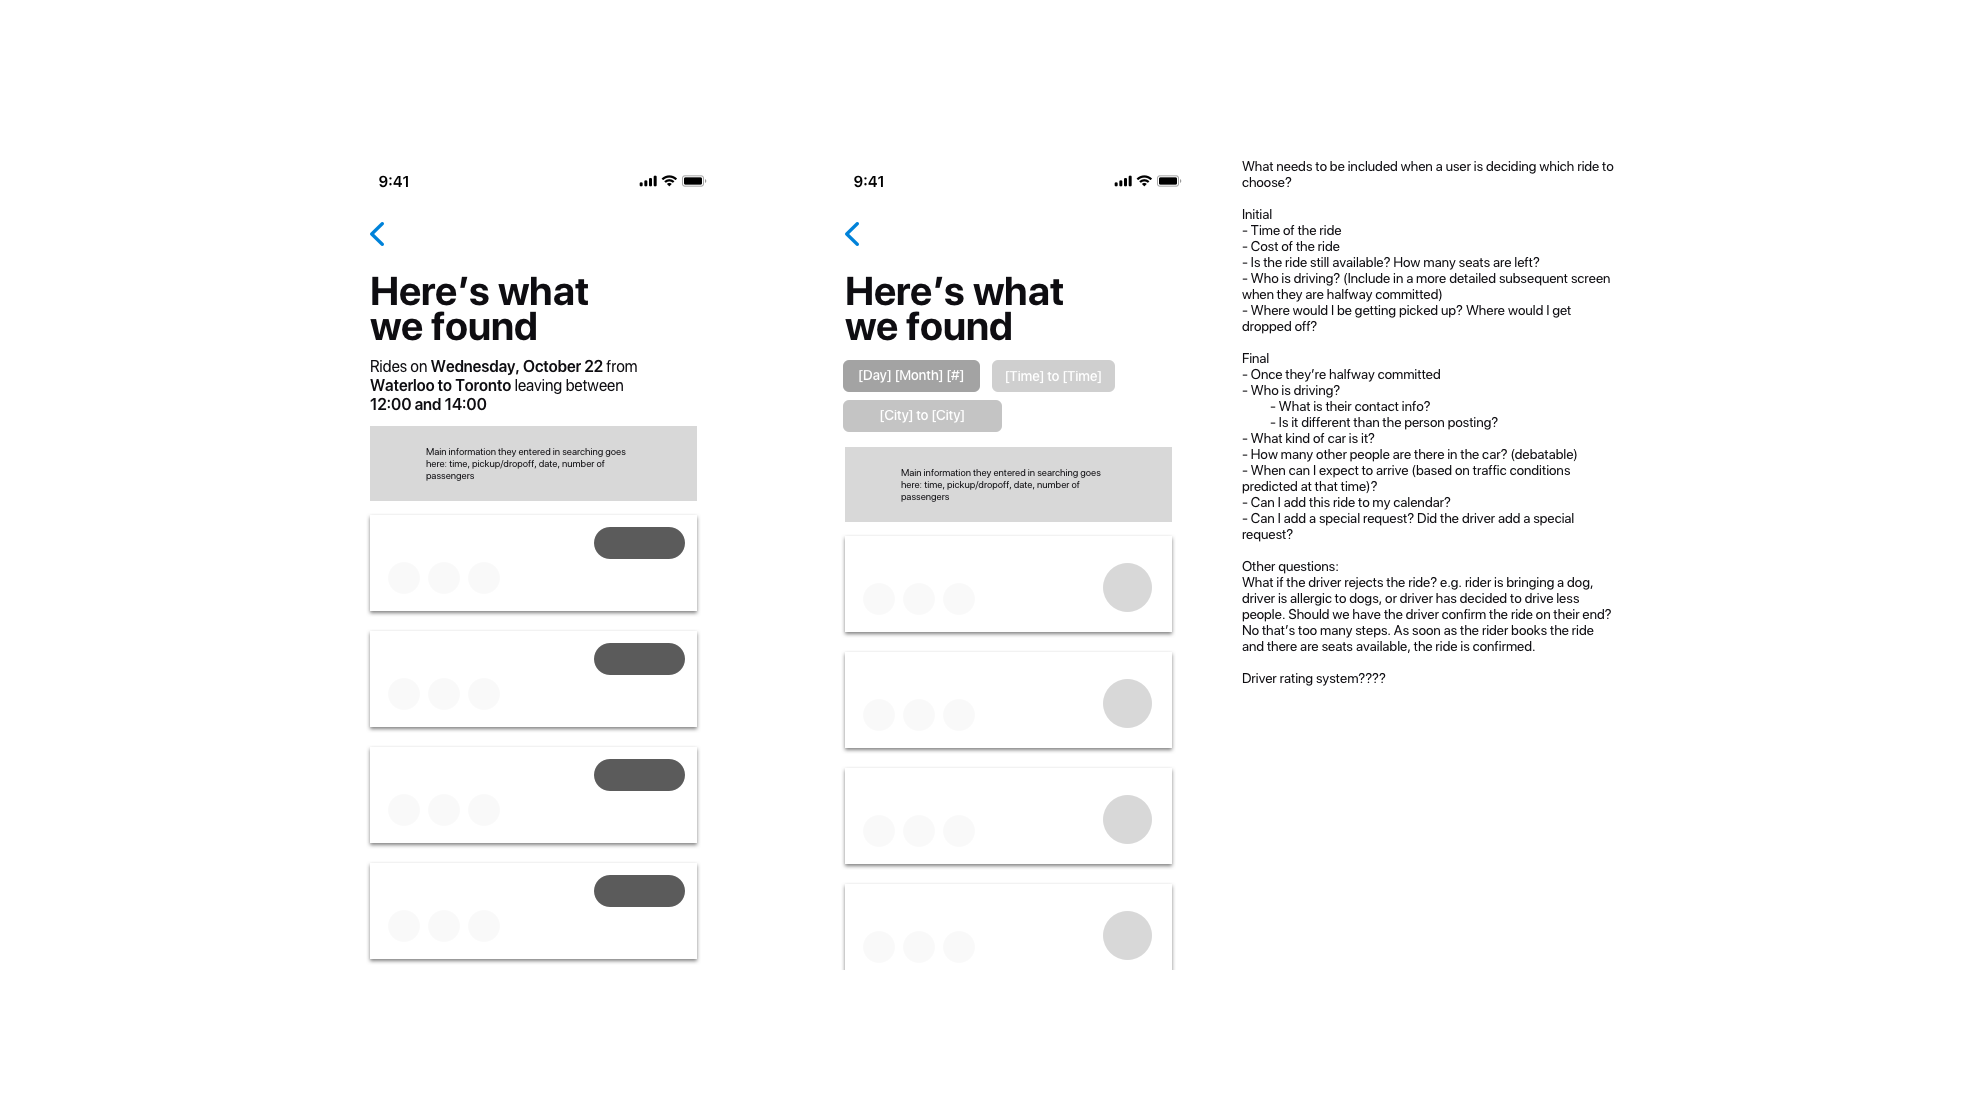 9:41
Here's what
we found
Rides on Wednesday, October 22 from
Waterloo to Toronto leaving between
12:00 and 14:00
Main information they entered in searching goes
here: time, pickup/dropoff, date, number of
passengers
9:41
Here's what
we found
[Day] [Month] [#]
[Time] to [Time]
[City] to [City]
Main information they entered in searching goes
here: time, pickup/dropoff, date, number of
passengers
What needs to be included when a user is deciding which ride to
choose?
Initial
- Time of the ride
- Cost of the ride
- Is the ride still available? How many seats are left?
- Who is driving? (Include in a more detailed subsequent screen
when they are halfway committed)
- Where would I be getting picked up? Where would I get
dropped off?
Final
- Once they're halfway committed
- Who is driving?
- What is their contact info?
- Is it different than the person posting?
- What kind of car is it?
- How many other people are there in the car? (debatable)
- When can I expect to arrive (based on traffic conditions
predicted at that time)?
- Can I add this ride to my calendar?
- Can I add a special request? Did the driver add a special
request?
Other questions:
What if the driver rejects the ride? e.g. rider is bringing a dog,
driver is allergic to dogs, or driver has decided to drive less
people. Should we have the driver confirm the ride on their end?
No that's too many steps. As soon as the rider books the ride
and there are seats available, the ride is confirmed.
Driver rating system????